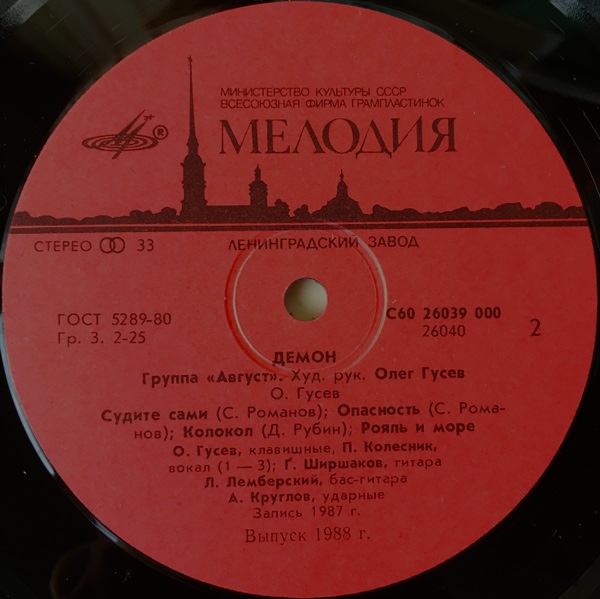 МИНИСТЕРСТВО КУЛЬТУРЫ СССР
ВСЕСОЮЗНАЯ ФИРМА ГРАМПЛАСТИНОК
МЕЛОДИЯ
®
СТЕРЕО 33
ЛЕНИНГРАДСКИЙ ЗАВОД
ГОСТ 5289-80
Гр. 3. 2-25
С60 26039 000
26040
2
ДЕМОН
Группа «Август». Худ. рук. Олег Гусев
О. Гусев
Судите сами (С. Романов); Опасность (С. Рома-
нов); Колокол (Д. Рубин); Рояль и море
О. Гусев, клавишные, П. Колесник,
вокал (1 — 3); Г. Ширшаков, гитара
Л. Лемберский, бас-гитара
А. Круглов, ударные
Запись 1987 г.
Выпуск 1988 г.